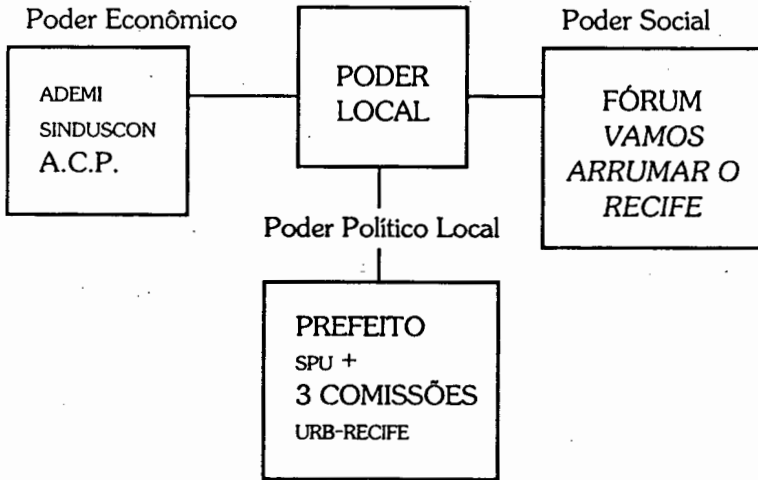 Poder Econômico
ADEMI
SINDUSCON
A.C.P.
PODER
LOCAL
Poder Social
FÓRUM
VAMOS
ARRUMAR O
RECIFE
Poder Político Local
PREFEITO
SPU +
3 COMISSÕES
URB-RECIFE